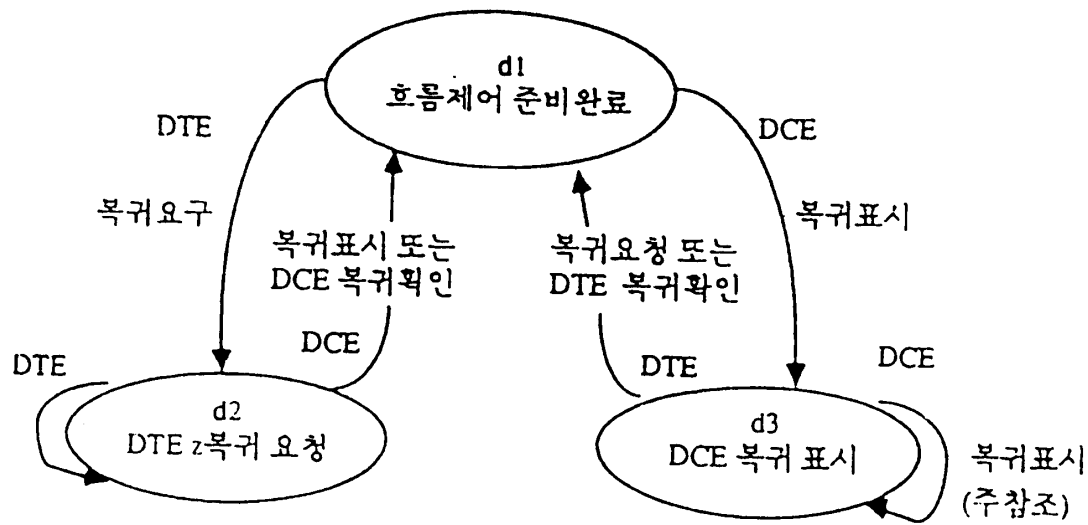 d1
흐름제어 준비완료
DTE
DCE
복귀요구
복귀표시
복귀표시 또는
DCE 복귀확인
복귀요청 또는
DTE 복귀확인
DCE
DTE
DTE
DCE
d2
DTE z복귀 요청
d3
DCE 복귀 표시
복귀표시
(주참조)